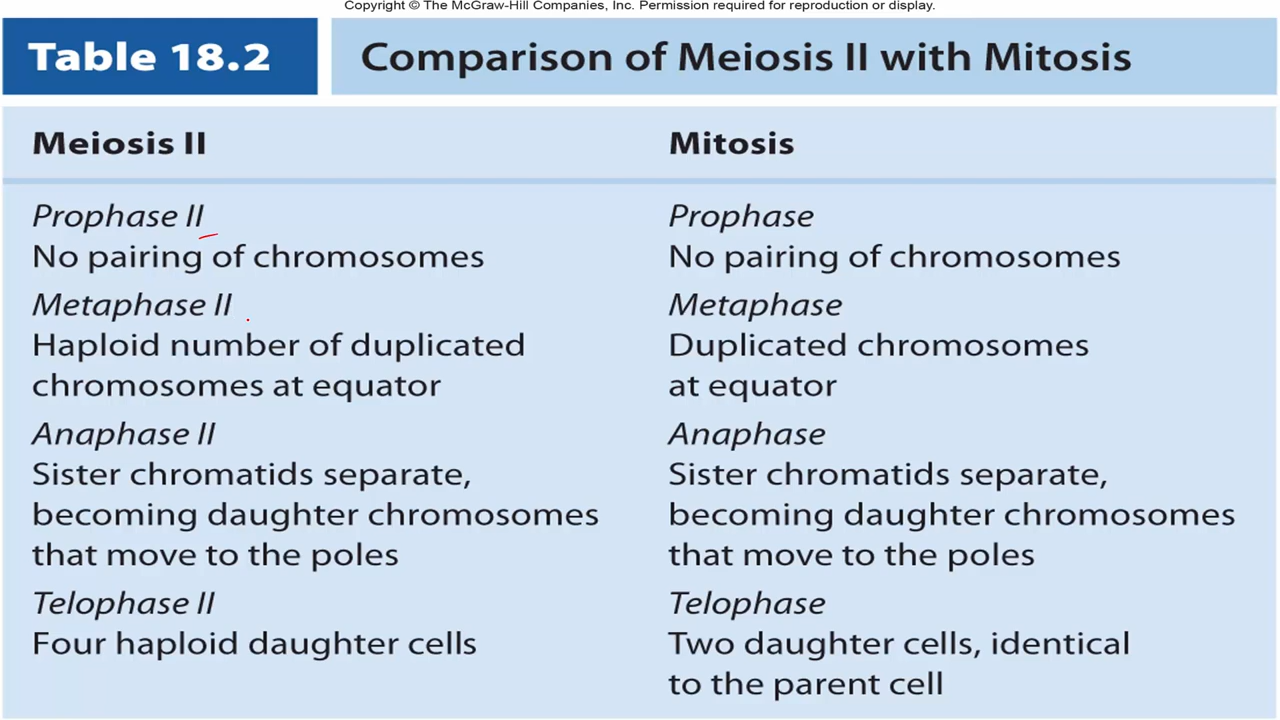 Copyright © The McGraw-Hill Companies, Inc. Permission required for reproduction or display.
Table 18.2
Comparison of Meiosis II with Mitosis
Meiosis II
Mitosis
Prophase II
No pairing of chromosomes
Prophase
No pairing of chromosomes
Metaphase II
Haploid number of duplicated
chromosomes at equator
Metaphase
Duplicated chromosomes
at equator
Anaphase II
Sister chromatids separate,
becoming daughter chromosomes
that move to the poles
Anaphase
Sister chromatids separate,
becoming daughter chromosomes
that move to the poles
Telophase II
Four haploid daughter cells
Telophase
Two daughter cells, identical
to the parent cell